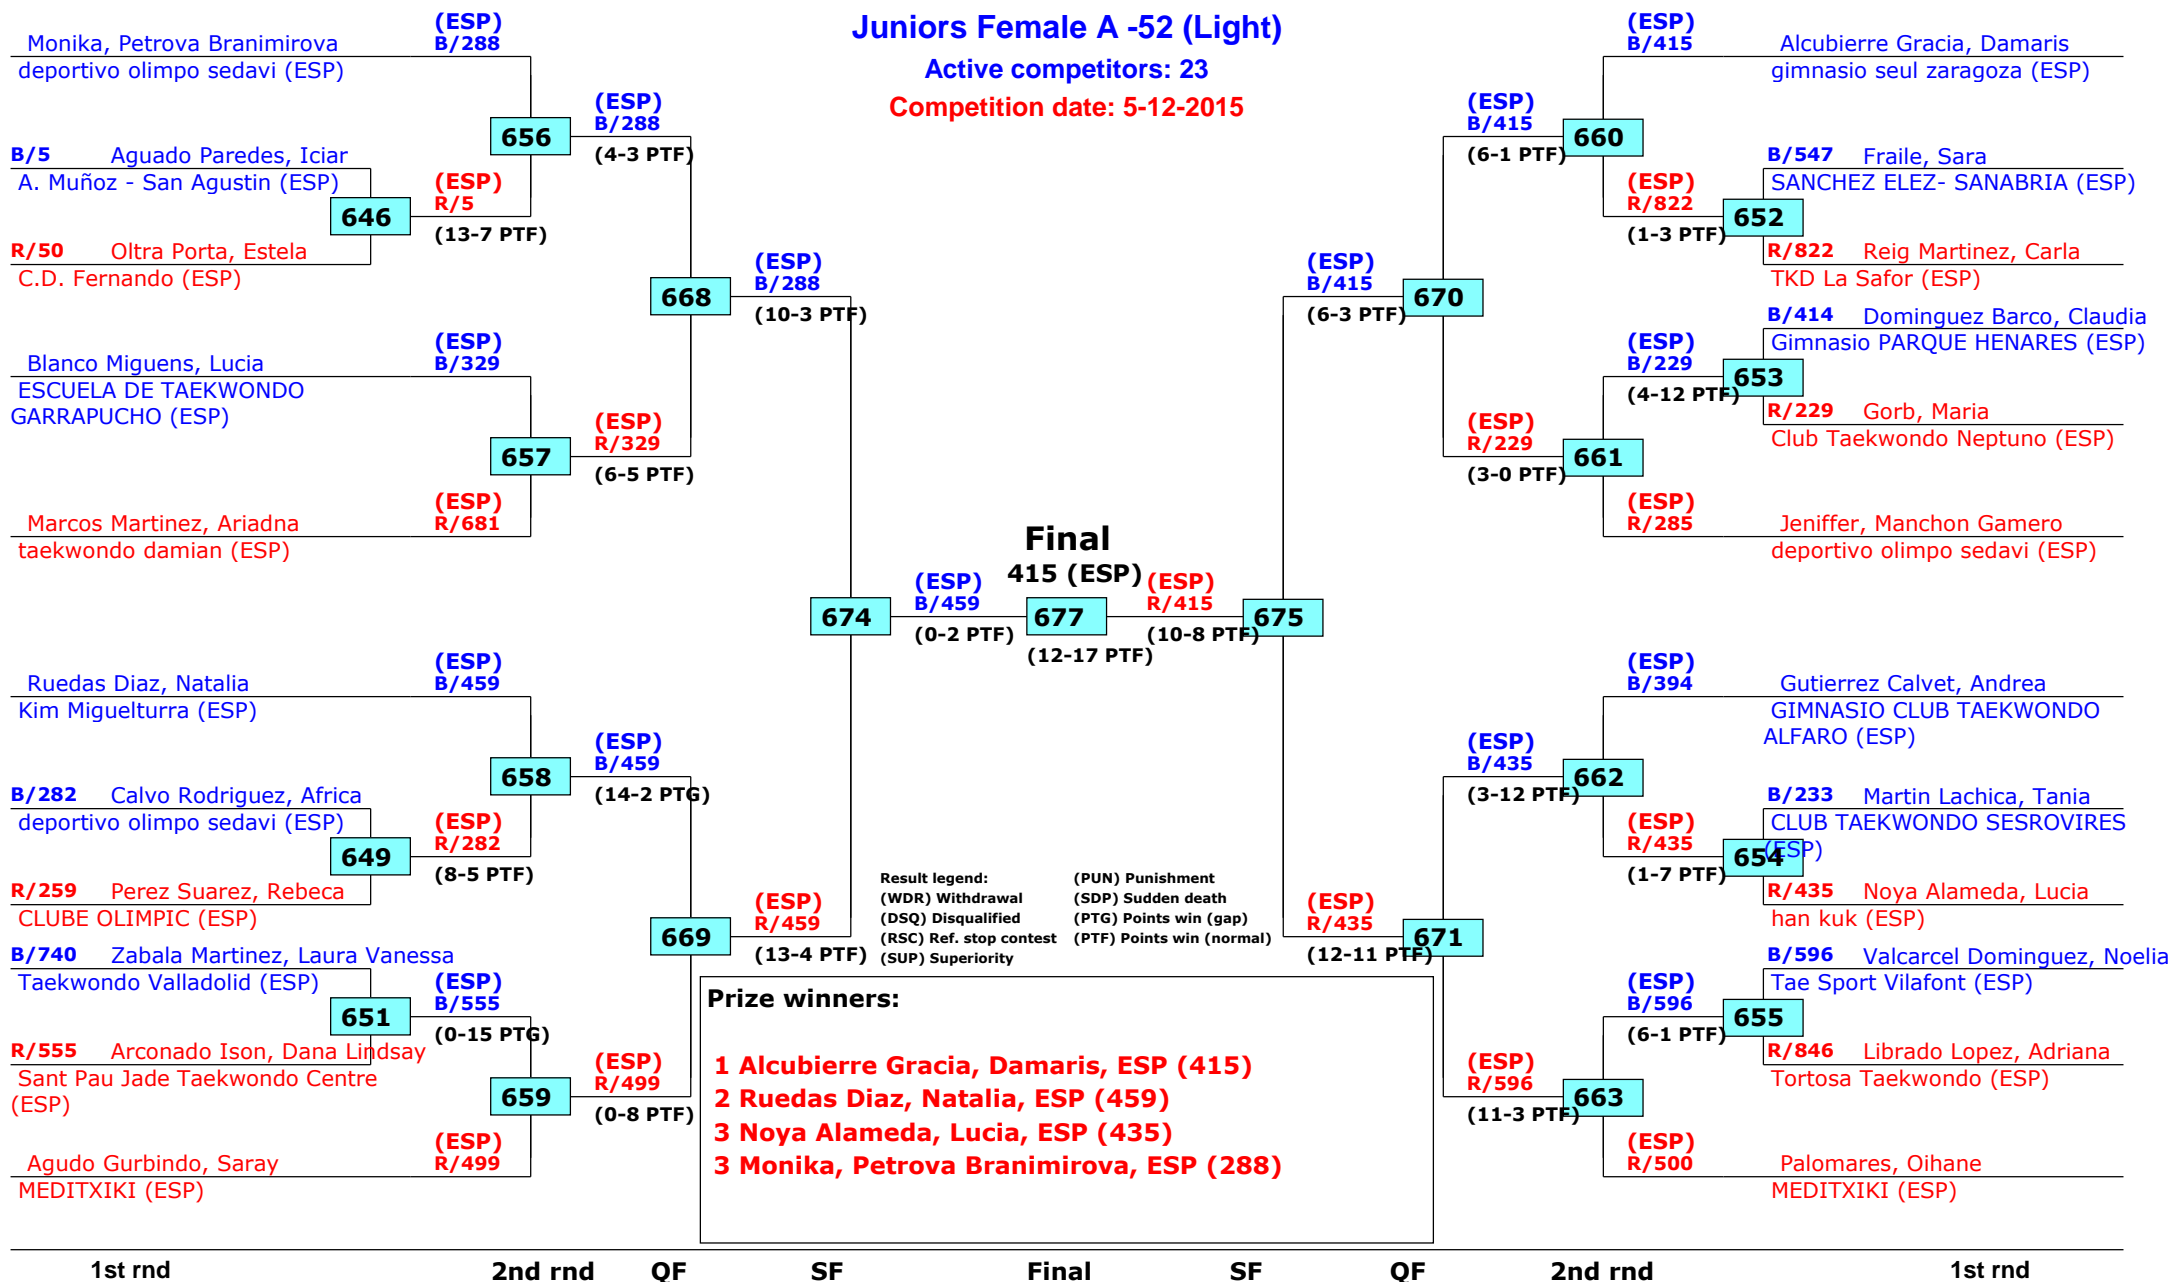 Juniors Female A -52 (Light)
Active competitors: 23
Competition date: 5-12-2015
Monika, Petrova Branimirova
deportivo olimpo sedavi (ESP)
(ESP)
B/288
B/5 Aguado Paredes, Iciar
A. Muñoz - San Agustin (ESP)
646
R/50 Oltra Porta, Estela
C.D. Fernando (ESP)
(ESP)
R/5
(13-7 PTF)
656
(ESP)
B/288
(4-3 PTF)
Blanco Miguens, Lucia
ESCUELA DE TAEKWONDO
GARRAPUCHO (ESP)
(ESP)
B/329
657
Marcos Martinez, Ariadna
taekwondo damian (ESP)
(ESP)
R/681
(ESP)
R/329
(6-5 PTF)
668
(ESP)
B/288
(10-3 PTF)
Ruedas Diaz, Natalia
Kim Miguelturra (ESP)
(ESP)
B/459
B/282 Calvo Rodriguez, Africa
deportivo olimpo sedavi (ESP)
649
R/259 Perez Suarez, Rebeca
CLUBE OLIMPIC (ESP)
(ESP)
R/282
(8-5 PTF)
658
(ESP)
B/459
(14-2 PTG)
B/740 Zabala Martinez, Laura Vanessa
Taekwondo Valladolid (ESP)
651
R/555 Arconado Ison, Dana Lindsay
Sant Pau Jade Taekwondo Centre
(ESP)
(ESP)
B/555
(0-15 PTG)
659
Agudo Gurbindo, Saray
MEDITXIKI (ESP)
(ESP)
R/499
(ESP)
R/499
(0-8 PTF)
669
(ESP)
R/459
(13-4 PTF)
674
(ESP)
B/459
(0-2 PTF)
Final
415 (ESP)
677
(12-17 PTF)
(ESP)
R/415
(10-8 PTF)
675
(ESP)
B/415
(6-3 PTF)
670
(ESP)
B/415
(6-1 PTF)
660
(ESP)
B/415
Alcubierre Gracia, Damaris
gimnasio seul zaragoza (ESP)
(ESP)
R/822
(1-3 PTF)
652
B/547 Fraile, Sara
SANCHEZ ELEZ- SANABRIA (ESP)
R/822 Reig Martinez, Carla
TKD La Safor (ESP)
(ESP)
R/229
(3-0 PTF)
661
(ESP)
B/229
(4-12 PTF)
653
B/414 Dominguez Barco, Claudia
Gimnasio PARQUE HENARES (ESP)
R/229 Gorb, Maria
Club Taekwondo Neptuno (ESP)
(ESP)
R/285
Jeniffer, Manchon Gamero
deportivo olimpo sedavi (ESP)
(ESP)
R/435
(12-11 PTF)
671
(ESP)
B/435
(3-12 PTF)
662
(ESP)
B/394
Gutierrez Calvet, Andrea
GIMNASIO CLUB TAEKWONDO
ALFARO (ESP)
(ESP)
R/435
(1-7 PTF)
654
B/233 Martin Lachica, Tania
CLUB TAEKWONDO SESROVIRES
(ESP)
R/435 Noya Alameda, Lucia
han kuk (ESP)
(ESP)
R/596
(11-3 PTF)
663
(ESP)
B/596
(6-1 PTF)
655
B/596 Valcarcel Dominguez, Noelia
Tae Sport Vilafont (ESP)
R/846 Librado Lopez, Adriana
Tortosa Taekwondo (ESP)
(ESP)
R/500
Palomares, Oihane
MEDITXIKI (ESP)
Result legend:
(WDR) Withdrawal
(DSQ) Disqualified
(RSC) Ref. stop contest
(SUP) Superiority
(PUN) Punishment
(SDP) Sudden death
(PTG) Points win (gap)
(PTF) Points win (normal)
Prize winners:
1 Alcubierre Gracia, Damaris, ESP (415)
2 Ruedas Diaz, Natalia, ESP (459)
3 Noya Alameda, Lucia, ESP (435)
3 Monika, Petrova Branimirova, ESP (288)
1st rnd 2nd rnd QF SF Final SF QF 2nd rnd 1st rnd